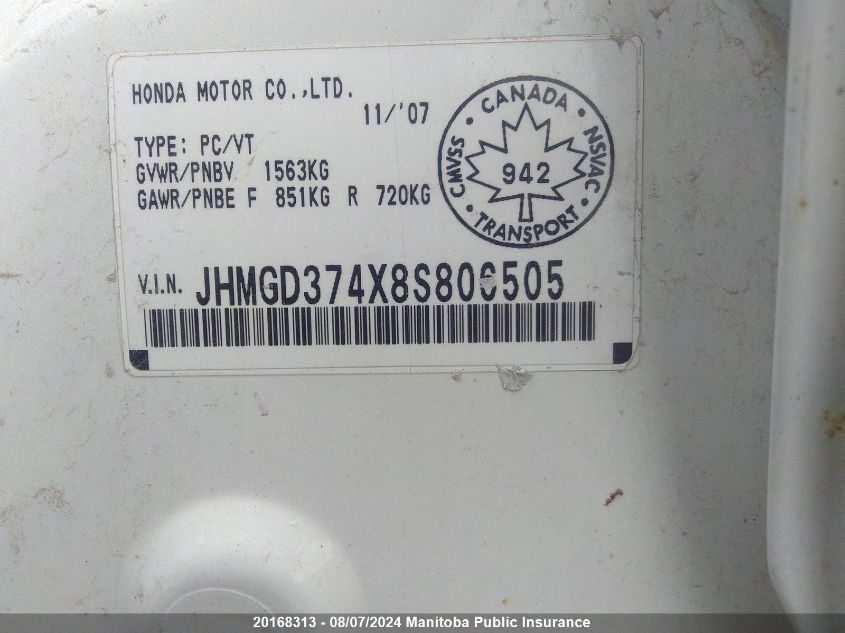 HONDA MOTOR CO.,LTD.
11/'07
TYPE: PC/VT
GVWR/PNBV 1563KG
GAWR/PNBE F 851KG R 720KG
CANADA
CMVSS
942
NSVAC
TRANSPORT
V.I.N. JHMGD374X8S806505
20168313 - 08/07/2024 Manitoba Public Insurance